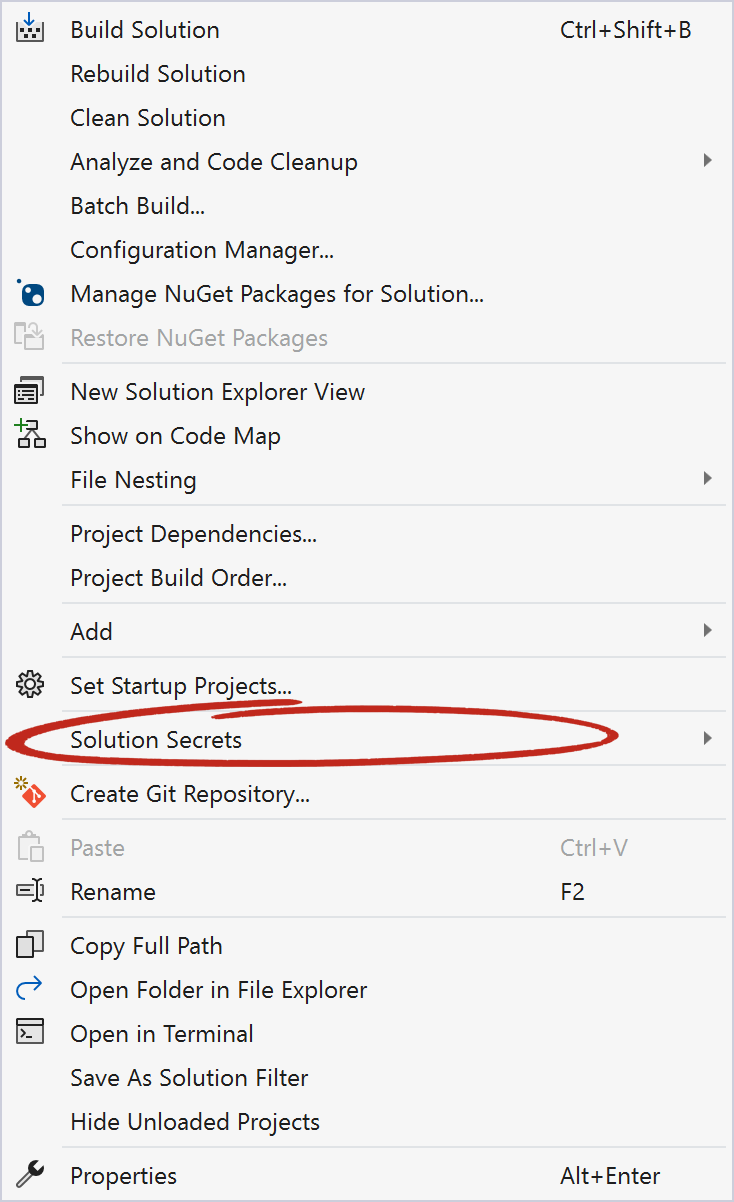 Build Solution Ctrl+Shift+B
Rebuild Solution
Clean Solution
Analyze and Code Cleanup
Batch Build...
Configuration Manager...
Manage NuGet Packages for Solution...
Restore NuGet Packages
New Solution Explorer View
Show on Code Map
File Nesting
Project Dependencies...
Project Build Order...
Add
Set Startup Projects...
Solution Secrets
Create Git Repository...
Paste Ctrl+V
Rename F2
Copy Full Path
Open Folder in File Explorer
Open in Terminal
Save As Solution Filter
Hide Unloaded Projects
Properties Alt+Enter